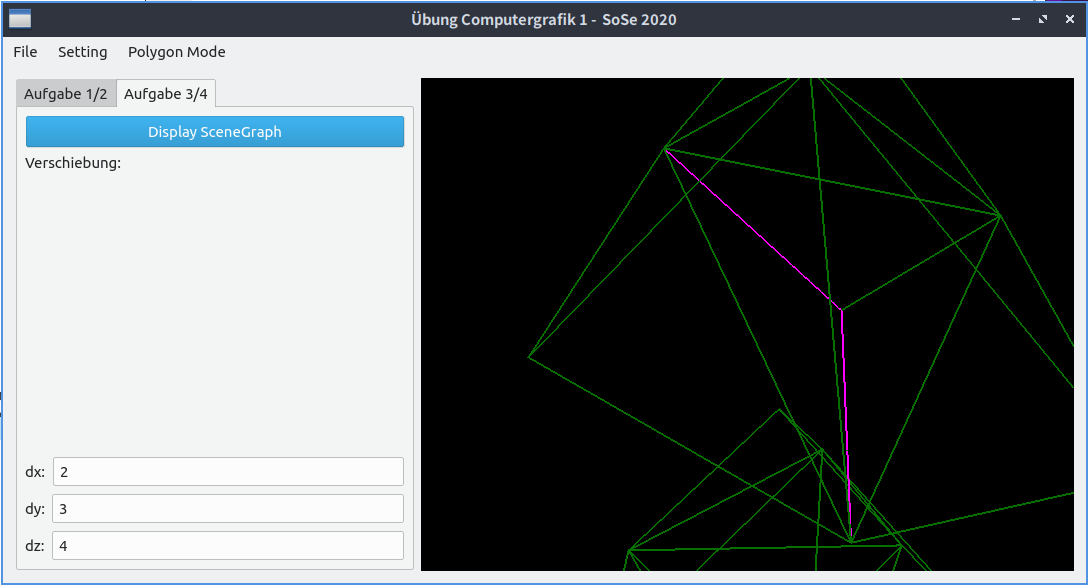 Übung Computergrafik 1 - SoSe 2020
File Setting Polygon Mode
Aufgabe 1/2 Aufgabe 3/4
Display SceneGraph
Verschiebung:
dx: 2
dy: 3
dz: 4